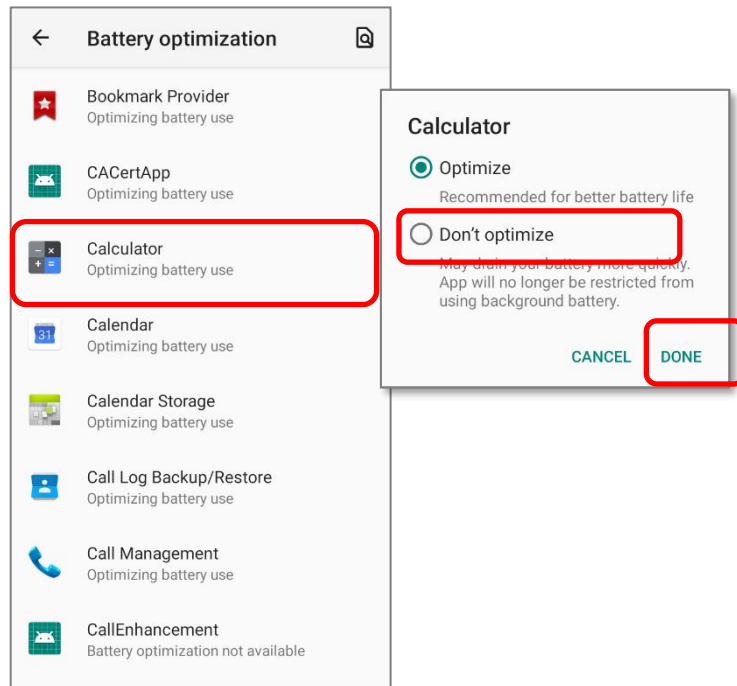 Battery optimization
Bookmark Provider
Optimizing battery use
CACertApp
Optimizing battery use
Calculator
Optimizing battery use
Calendar
31
Optimizing battery use
Calendar Storage
Optimizing battery use
Call Log Backup/Restore
Optimizing battery use
Call Management
Optimizing battery use
CallEnhancement
Battery optimization not available
Calculator
Optimize
Recommended for better battery life
Don't optimize
May drain your battery more quickly.
App will no longer be restricted from
using background battery.
CANCEL DONE